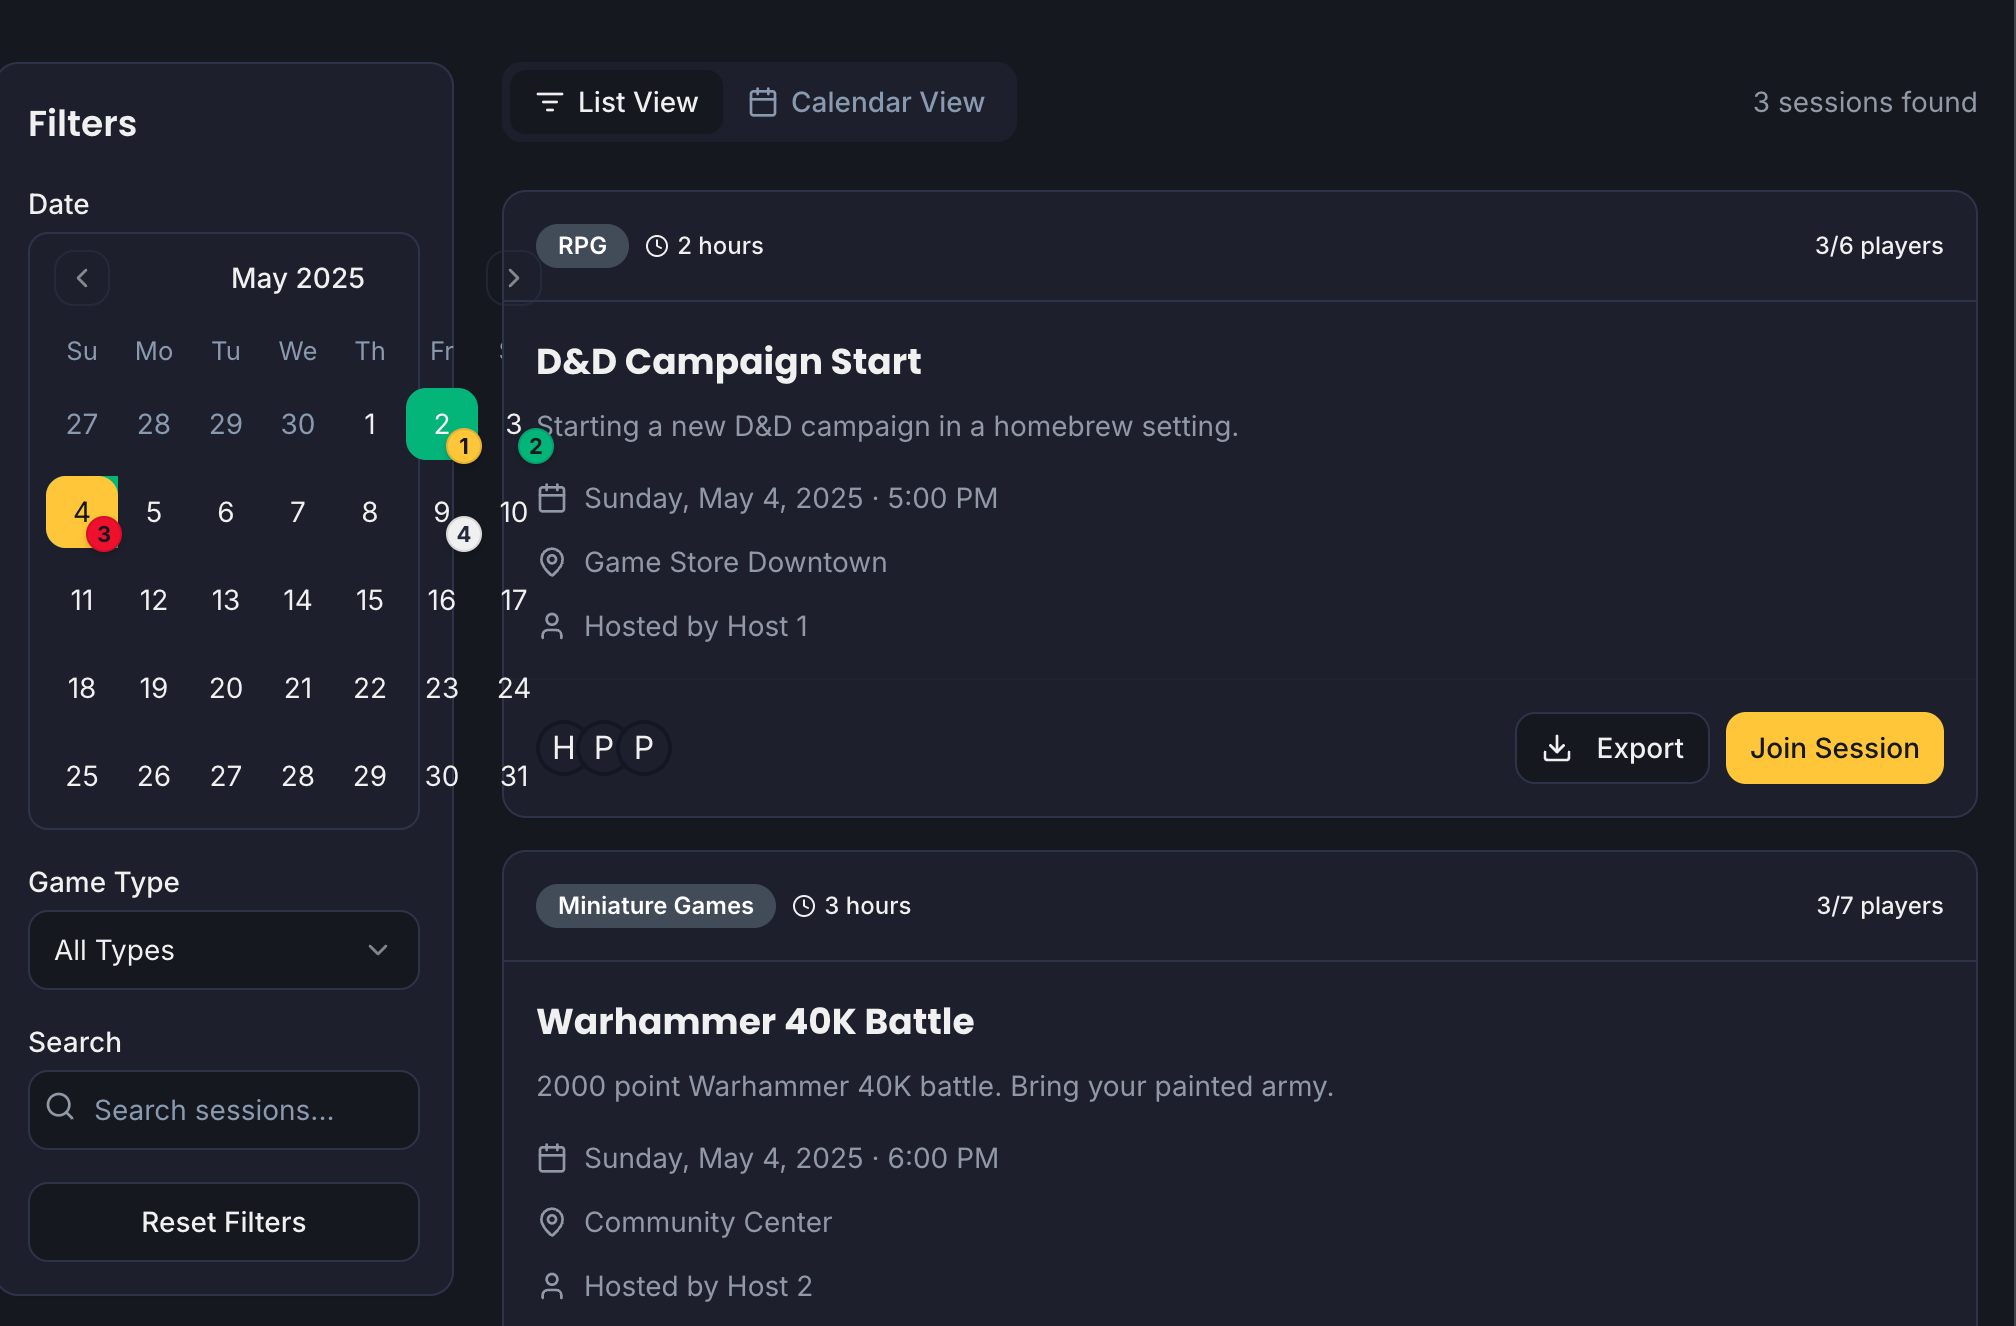 Filters
Date
May 2025
Su Mo Tu We Th Fr
27 28 29 30 1 2 3
1 2
4 5 6 7 8 9 10
3 4
11 12 13 14 15 16 17
18 19 20 21 22 23 24
25 26 27 28 29 30 31
Game Type
All Types
Search
Search sessions...
Reset Filters
List View Calendar View
3 sessions found
RPG 2 hours 3/6 players
D&D Campaign Start
Starting a new D&D campaign in a homebrew setting.
Sunday, May 4, 2025 · 5:00 PM
Game Store Downtown
Hosted by Host 1
H P P
Export Join Session
Miniature Games 3 hours 3/7 players
Warhammer 40K Battle
2000 point Warhammer 40K battle. Bring your painted army.
Sunday, May 4, 2025 · 6:00 PM
Community Center
Hosted by Host 2